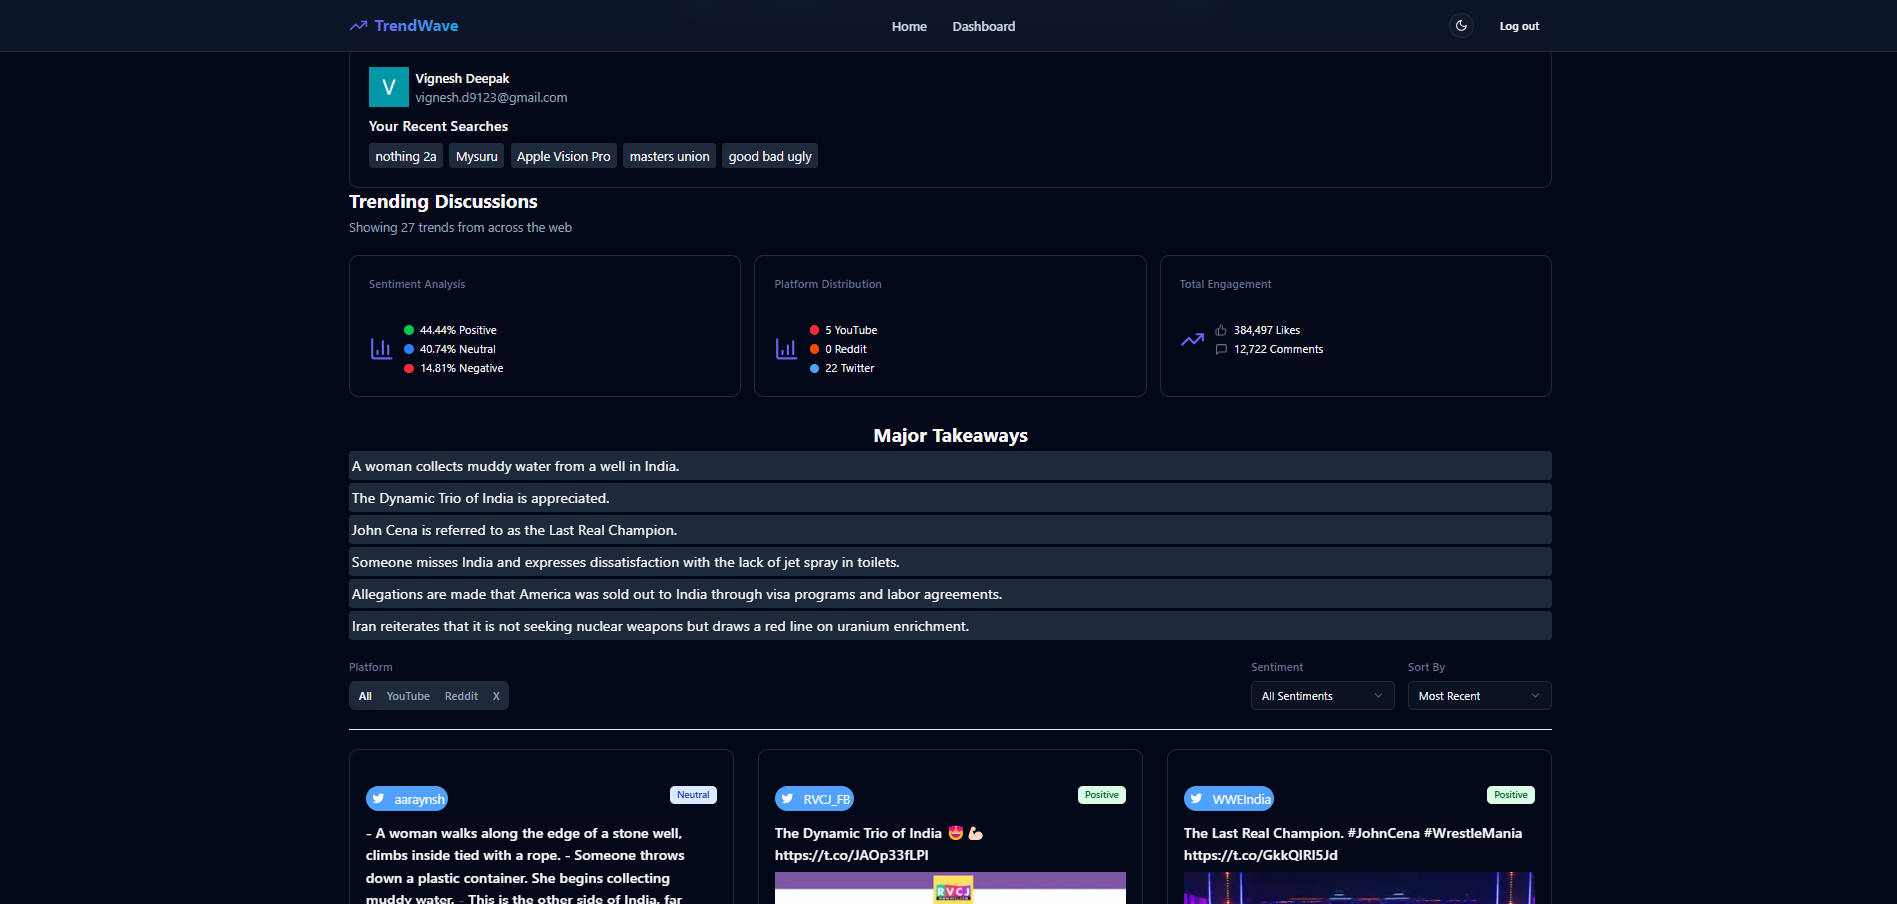 TrendWave
Home Dashboard
Log out
V
Vignesh Deepak
vignesh.d9123@gmail.com
Your Recent Searches
nothing 2a Mysuru Apple Vision Pro masters union good bad ugly
Trending Discussions
Showing 27 trends from across the web
Sentiment Analysis
44.44% Positive
40.74% Neutral
14.81% Negative
Platform Distribution
5 YouTube
0 Reddit
22 Twitter
Total Engagement
384,497 Likes
12,722 Comments
Major Takeaways
A woman collects muddy water from a well in India.
The Dynamic Trio of India is appreciated.
John Cena is referred to as the Last Real Champion.
Someone misses India and expresses dissatisfaction with the lack of jet spray in toilets.
Allegations are made that America was sold out to India through visa programs and labor agreements.
Iran reiterates that it is not seeking nuclear weapons but draws a red line on uranium enrichment.
Platform
All YouTube Reddit X
Sentiment
All Sentiments
Sort By
Most Recent
aaraynsh
Neutral
- A woman walks along the edge of a stone well,
climbs inside tied with a rope. - Someone throws
down a plastic container. She begins collecting
muddy water. - This is the other side of India, far
RVCJ_FB
Positive
The Dynamic Trio of India 😍💪🏻
https://t.co/JAOp33fLPl
RVCJ
WWEIndia
Positive
The Last Real Champion. #JohnCena #WrestleMania
https://t.co/GkkQIRl5Jd